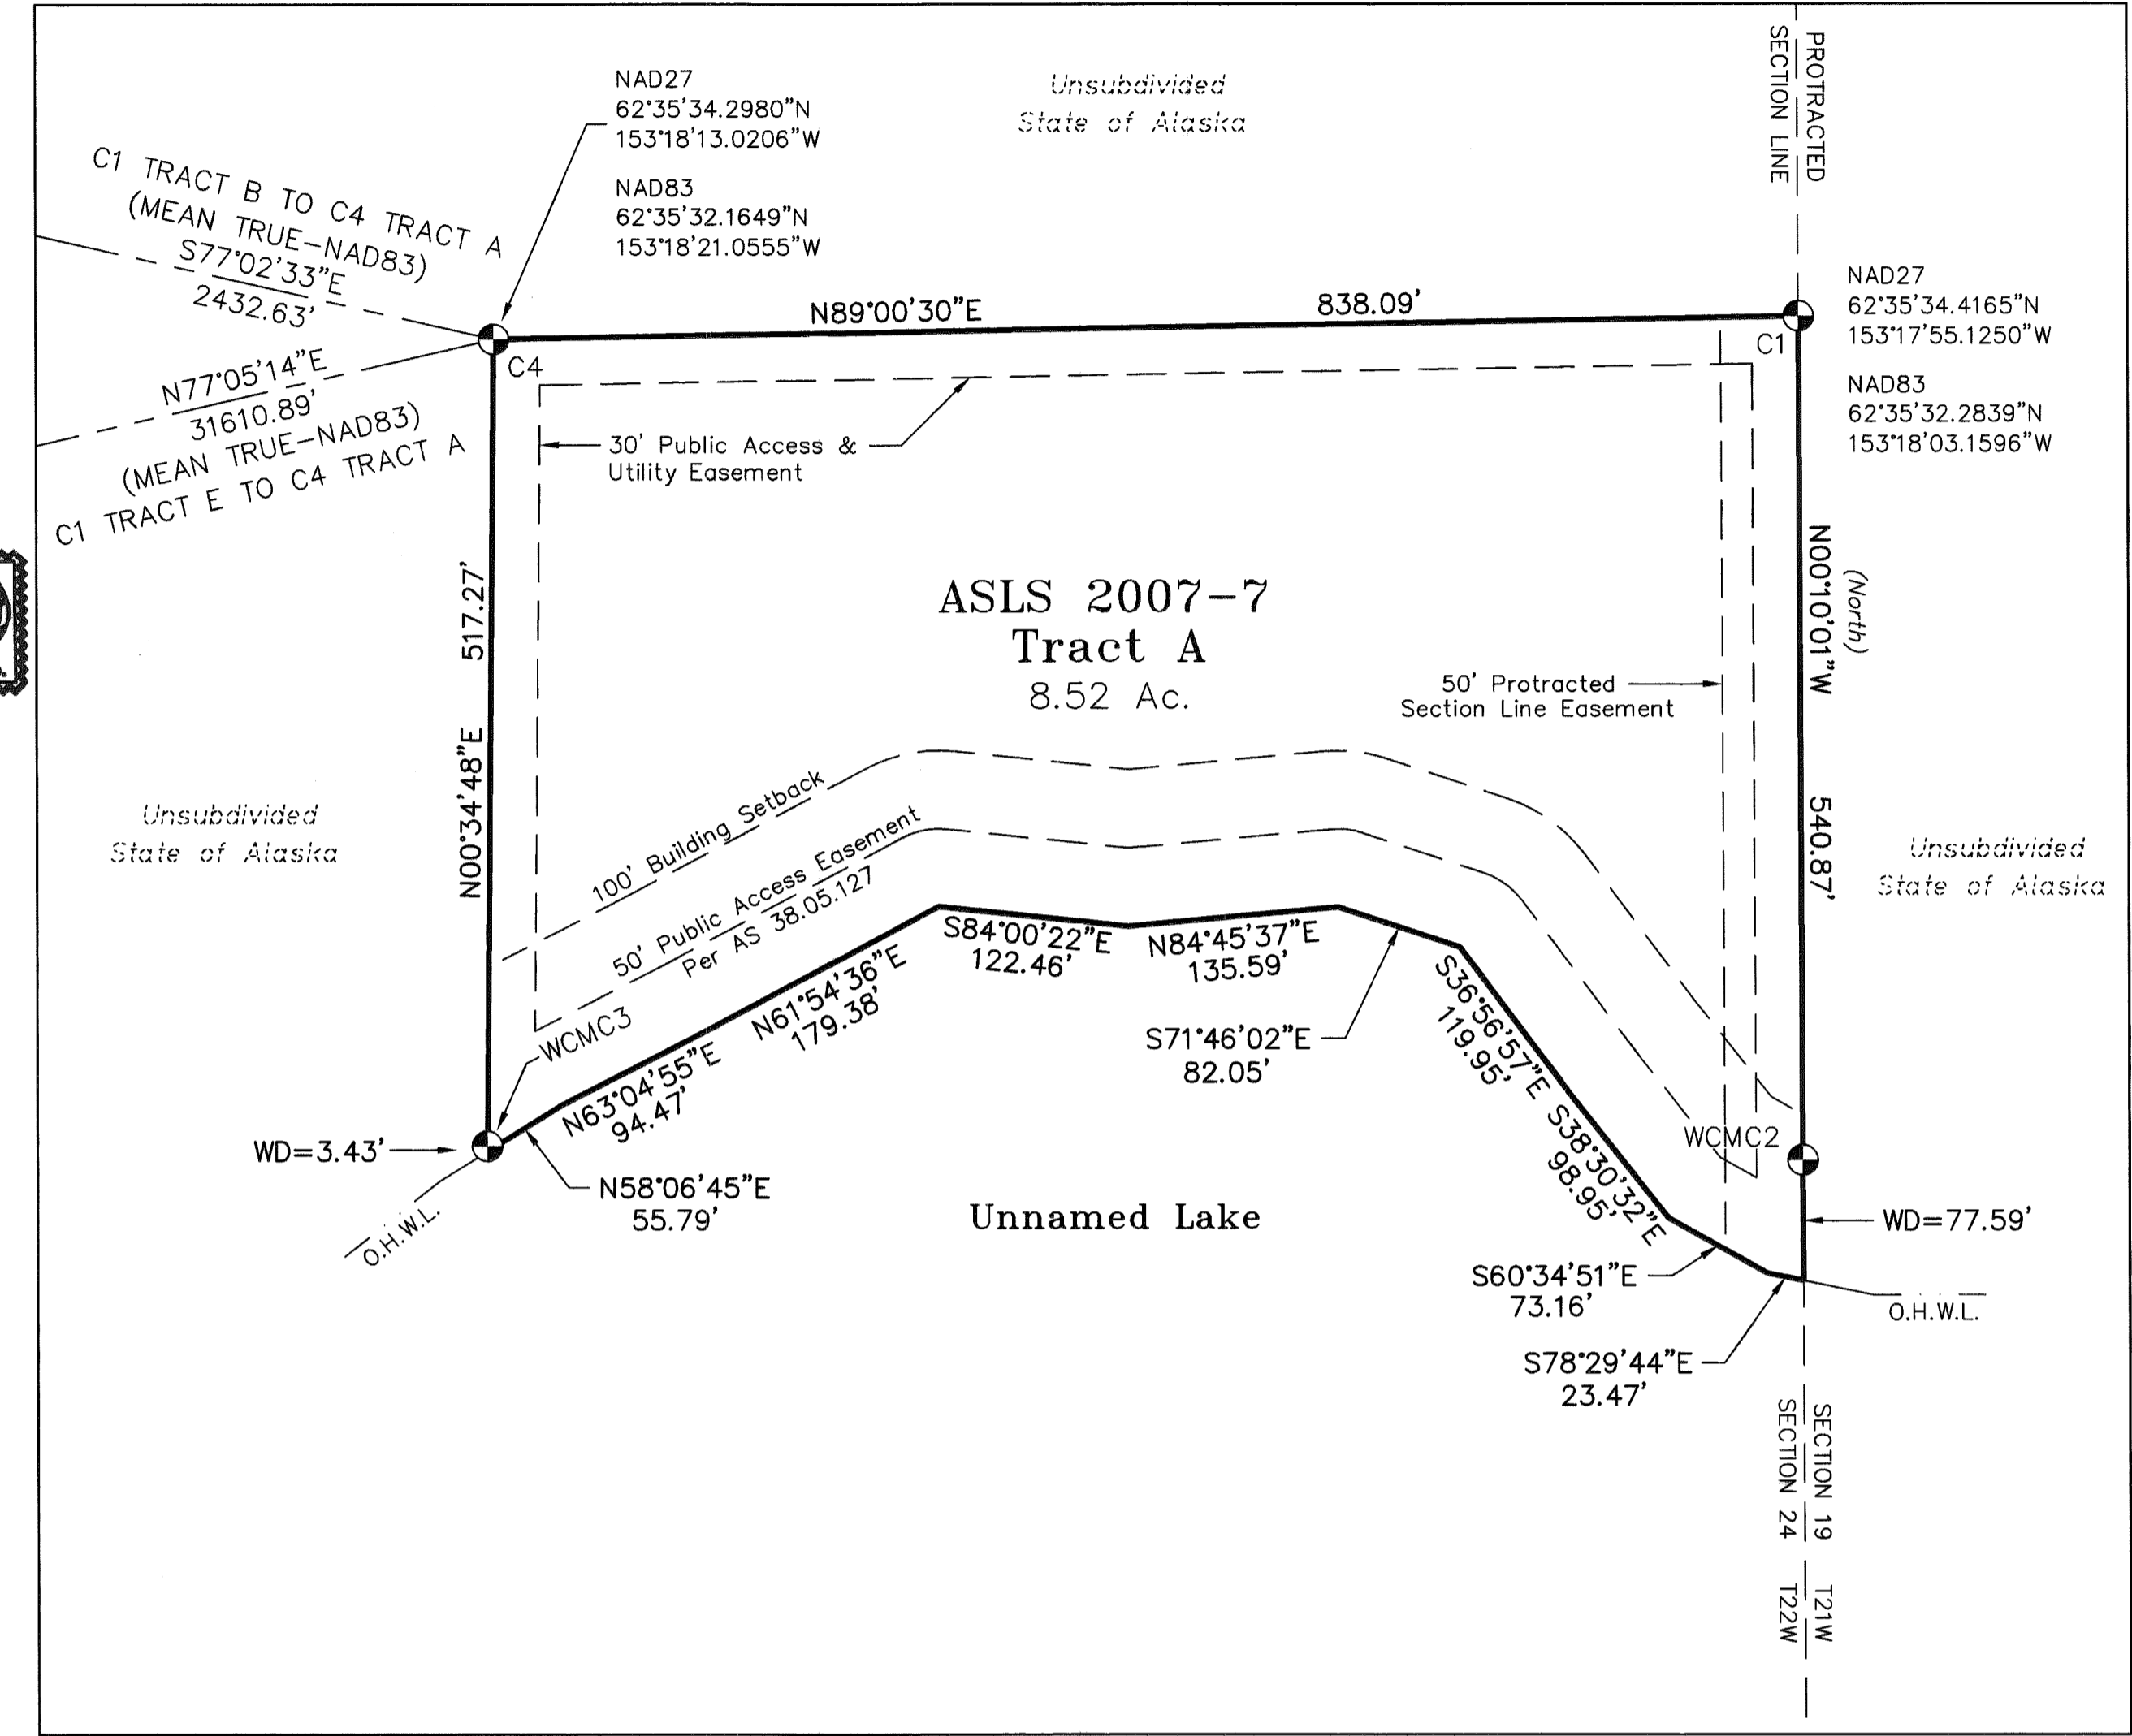 NAD27
62°35'34.2980"N
153°18'13.0206"W
NAD83
62°35'32.1649"N
153°18'21.0555"W
Unsubdivided
State of Alaska
PROTRACTED
SECTION LINE
C1 TRACT B TO C4 TRACT A
(MEAN TRUE-NAD83)
S77°02'33"E
2432.63'
N77°05'14"E
31610.89'
(MEAN TRUE-NAD83)
C1 TRACT E TO C4 TRACT A
N89°00'30"E 838.09'
C4
C1
NAD27
62°35'34.4165"N
153°17'55.1250"W
NAD83
62°35'32.2839"N
153°18'03.1596"W
30' Public Access &
Utility Easement
N00°34'48"E 517.27'
ASLS 2007-7
Tract A
8.52 Ac.
50' Protracted
Section Line Easement
(North)
N00°10'01"W 540.87'
Unsubdivided
State of Alaska
Unsubdivided
State of Alaska
100' Building Setback
50' Public Access Easement
Per AS 38.05.127
WCMC3
WD=3.43'
O.H.W.L.
N58°06'45"E
55.79'
N63°04'55"E
94.47'
N61°54'36"E
179.38'
S84°00'22"E
122.46'
N84°45'37"E
135.59'
S71°46'02"E
82.05'
S36°56'57"E
119.95'
S38°30'32"E
98.95'
WCMC2
Unnamed Lake
WD=77.59'
S60°34'51"E
73.16'
S78°29'44"E
23.47'
O.H.W.L.
SECTION 19 T21W
SECTION 24 T22W